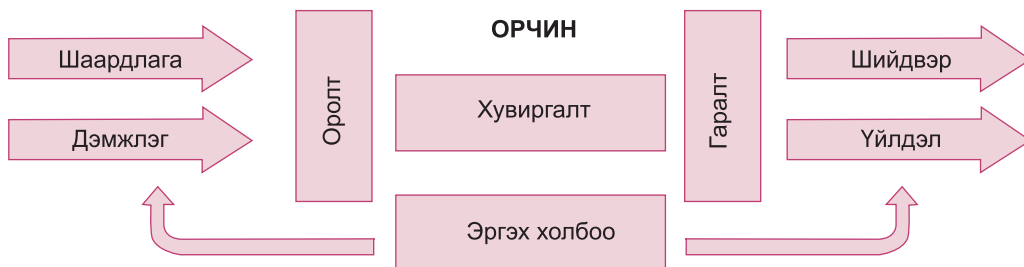 ОРЧИН
Шаардлага
Дэмжлэг
Оролт
Хувиргалт
Эргэх холбоо
Гаралт
Шийдвэр
Үйлдэл